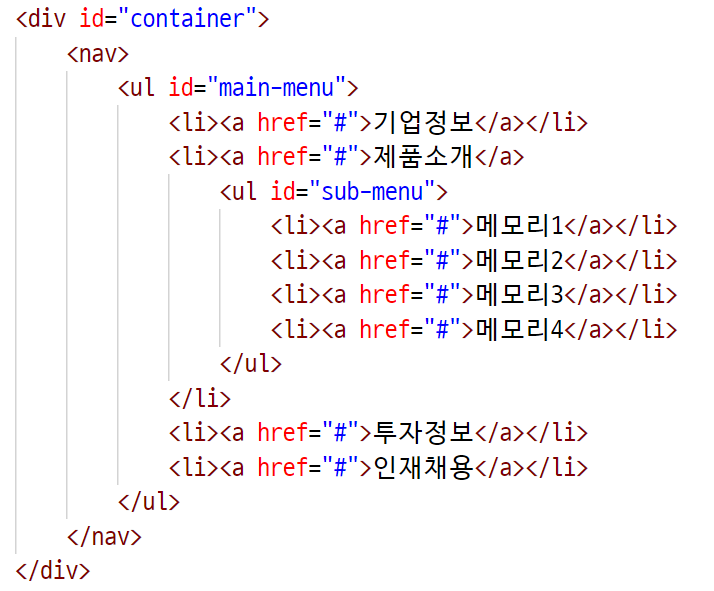 <div id="container">
<nav>
<ul id="main-menu">
<li><a href="#">기업정보</a></li>
<li><a href="#">제품소개</a>
<ul id="sub-menu">
<li><a href="#">메모리1</a></li>
<li><a href="#">메모리2</a></li>
<li><a href="#">메모리3</a></li>
<li><a href="#">메모리4</a></li>
</ul>
</li>
<li><a href="#">투자정보</a></li>
<li><a href="#">인재채용</a></li>
</ul>
</nav>
</div>